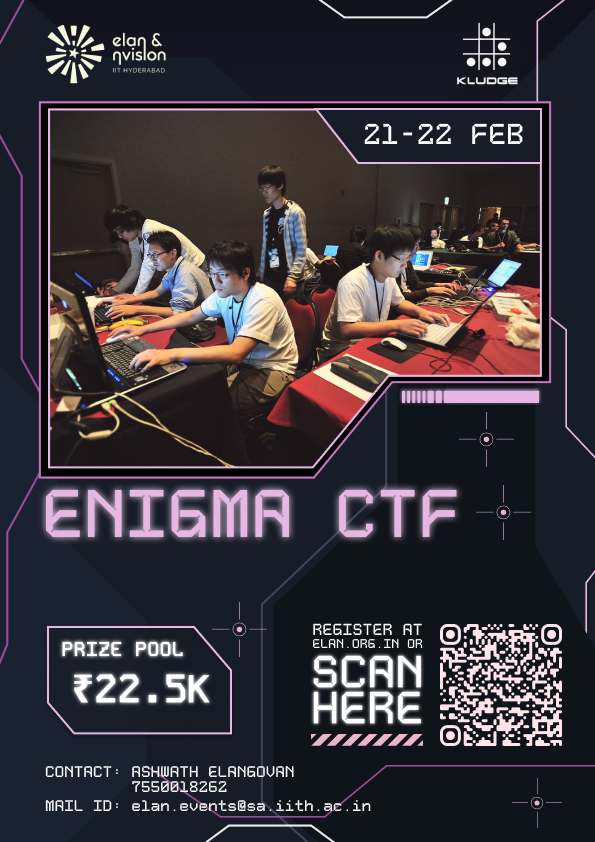 elan &
ηvision
IIT HYDERABAD
KLUDGE
21-22 FEB
ENIGMA CTF
PRIZE POOL
₹22.5K
REGISTER AT
ELAN.ORG.IN OR
SCAN
HERE
CONTACT: ASHWATH ELANGOVAN
7550018262
MAIL ID: elan.events@sa.iith.ac.in